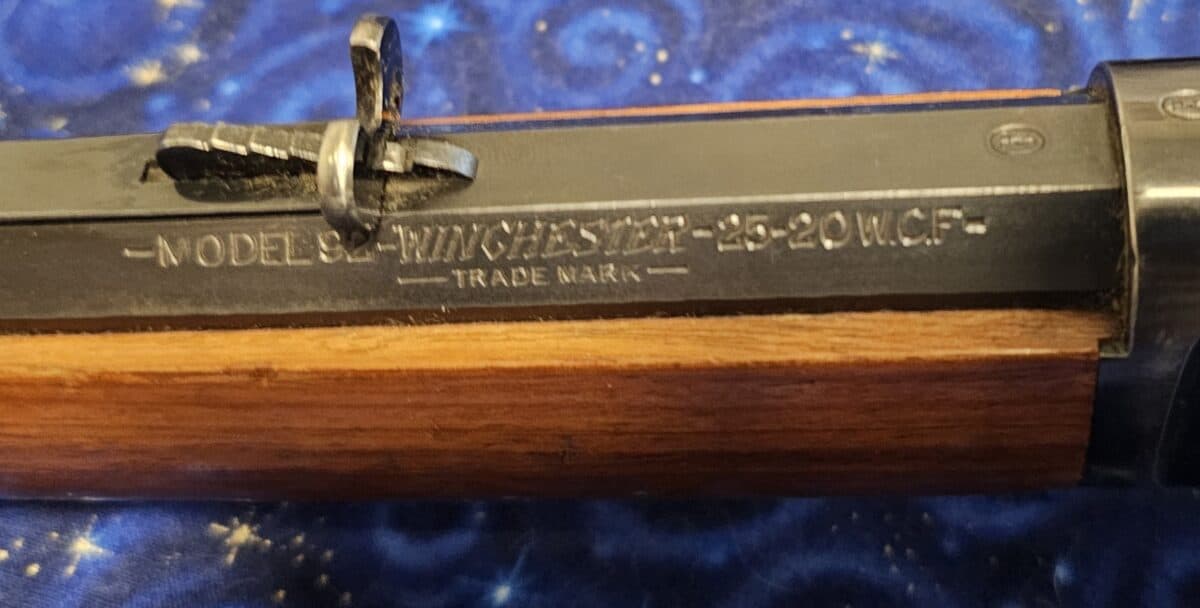 -MODEL 92-WINCHESTER-25-20 W.C.F-
-TRADE MARK-